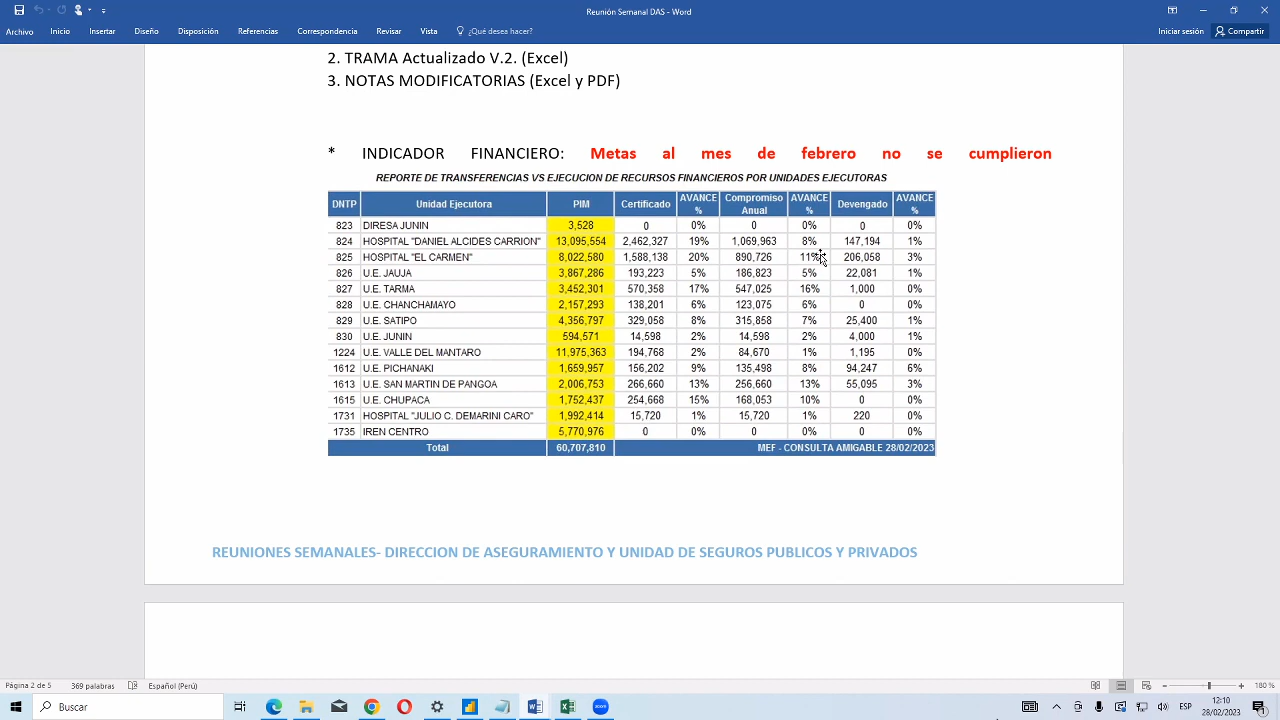 Reunión Semanal DAS - Word
Archivo Inicio Insertar Diseño Disposición Referencias Correspondencia Revisar Vista ¿Qué desea hacer? Iniciar sesión Compartir
2. TRAMA Actualizado V.2. (Excel)
3. NOTAS MODIFICATORIAS (Excel y PDF)
* INDICADOR FINANCIERO: Metas al mes de febrero no se cumplieron
REPORTE DE TRANSFERENCIAS VS EJECUCION DE RECURSOS FINANCIEROS POR UNIDADES EJECUTORAS
DNTP Unidad Ejecutora PIM Certificado AVANCE % Compromiso Anual AVANCE % Devengado AVANCE %
823 DIRESA JUNIN 3,528 0 0% 0 0% 0 0%
824 HOSPITAL "DANIEL ALCIDES CARRION" 13,095,554 2,462,327 19% 1,069,963 8% 147,194 1%
825 HOSPITAL "EL CARMEN" 8,022,580 1,588,138 20% 890,726 11% 206,058 3%
826 U.E. JAUJA 3,867,286 193,223 5% 186,823 5% 22,081 1%
827 U.E. TARMA 3,452,301 570,358 17% 547,025 16% 1,000 0%
828 U.E. CHANCHAMAYO 2,157,293 138,201 6% 123,075 6% 0 0%
829 U.E. SATIPO 4,356,797 329,058 8% 315,858 7% 25,400 1%
830 U.E. JUNIN 594,571 14,598 2% 14,598 2% 4,000 1%
1224 U.E. VALLE DEL MANTARO 11,975,363 194,768 2% 84,670 1% 1,195 0%
1612 U.E. PICHANAKI 1,659,957 156,202 9% 135,498 8% 94,247 6%
1613 U.E. SAN MARTIN DE PANGOA 2,006,753 266,660 13% 256,660 13% 55,095 3%
1615 U.E. CHUPACA 1,752,437 254,668 15% 168,053 10% 0 0%
1731 HOSPITAL "JULIO C. DEMARINI CARO" 1,992,414 15,720 1% 15,720 1% 220 0%
1735 IREN CENTRO 5,770,976 0 0% 0 0% 0 0%
Total 60,707,810 MEF - CONSULTA AMIGABLE 28/02/2023
REUNIONES SEMANALES- DIRECCION DE ASEGURAMIENTO Y UNIDAD DE SEGUROS PUBLICOS Y PRIVADOS
Página 2 de 5 369 palabras Español (Perú) 180 %
Buscar ESP 12:10
28/02/2023